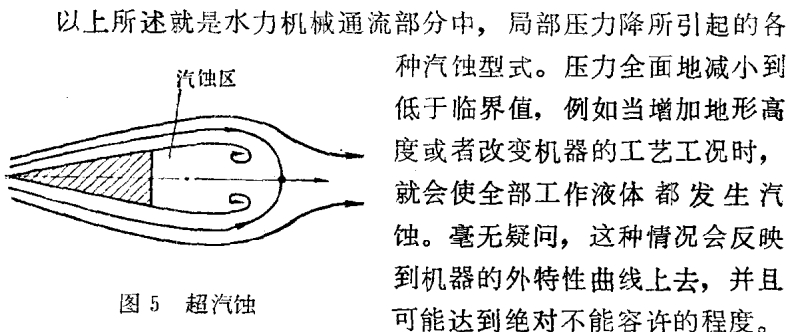 以上所述就是水力机械通流部分中，局部压力降所引起的各
种汽蚀型式。压力全面地减小到
低于临界值，例如当增加地形高
度或者改变机器的工艺工况时，
就会使全部工作液体都发生汽
蚀。毫无疑问，这种情况会反映
到机器的外特性曲线上去，并且
可能达到绝对不能容许的程度。
汽蚀区
图 5 超汽蚀